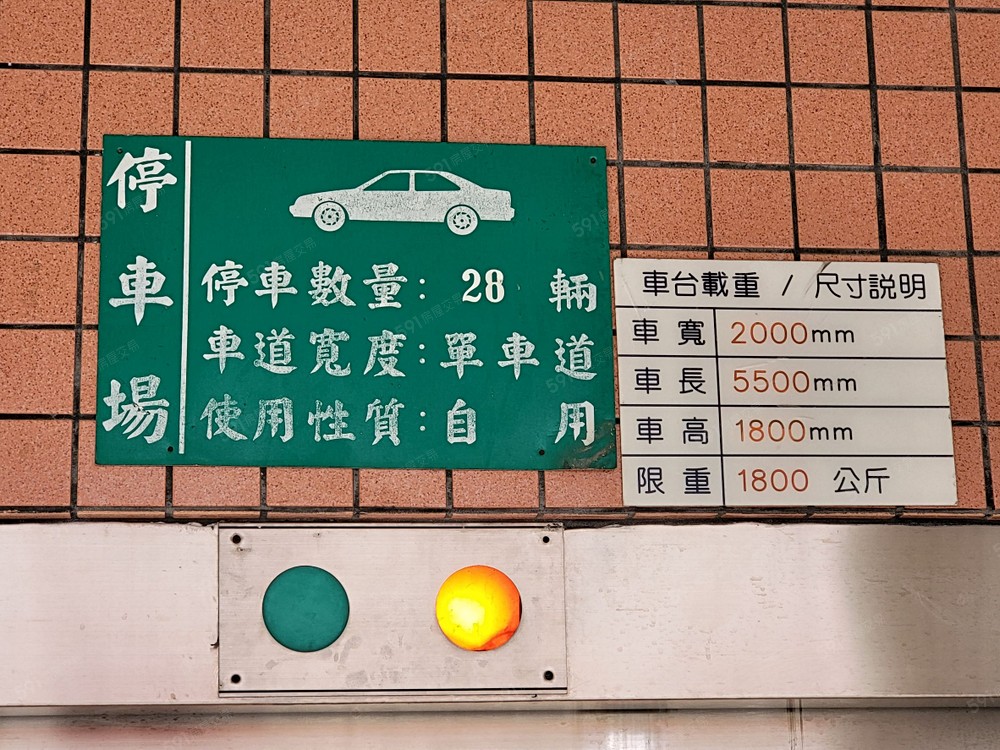 停車場
停車數量：28輛
車道寬度：單車道
使用性質：自用
車台載重 / 尺寸説明
車寬 2000mm
車長 5500mm
車高 1800mm
限重 1800 公斤